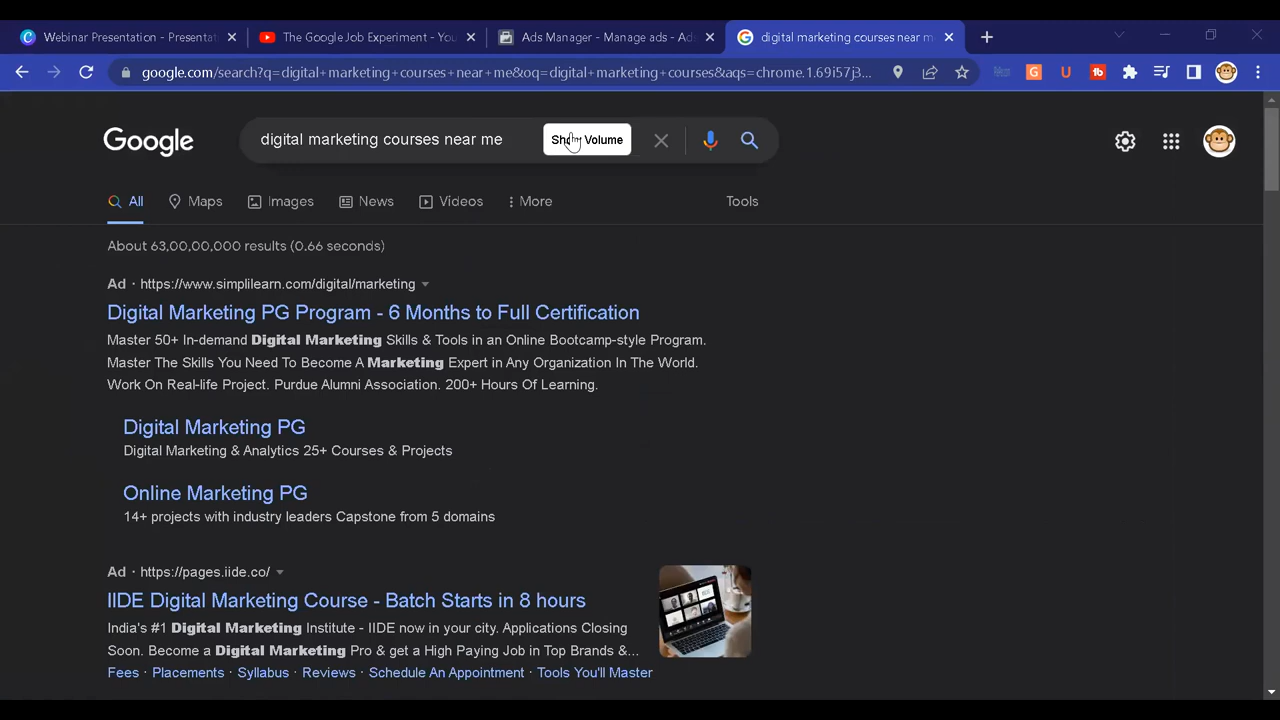 Webinar Presentation - Presentat
The Google Job Experiment - You
Ads Manager - Manage ads - Ads
digital marketing courses near m
google.com/search?q=digital+marketing+courses+near+me&oq=digital+marketing+courses&aqs=chrome.1.69i57j3...
Google
digital marketing courses near me
Show Volume
All
Maps
Images
News
Videos
More
Tools
About 63,00,00,000 results (0.66 seconds)
Ad · https://www.simplilearn.com/digital/marketing
Digital Marketing PG Program - 6 Months to Full Certification
Master 50+ In-demand Digital Marketing Skills & Tools in an Online Bootcamp-style Program.
Master The Skills You Need To Become A Marketing Expert in Any Organization In The World.
Work On Real-life Project. Purdue Alumni Association. 200+ Hours Of Learning.
Digital Marketing PG
Digital Marketing & Analytics 25+ Courses & Projects
Online Marketing PG
14+ projects with industry leaders Capstone from 5 domains
Ad · https://pages.iide.co/
IIDE Digital Marketing Course - Batch Starts in 8 hours
India's #1 Digital Marketing Institute - IIDE now in your city. Applications Closing
Soon. Become a Digital Marketing Pro & get a High Paying Job in Top Brands &...
Fees · Placements · Syllabus · Reviews · Schedule An Appointment · Tools You'll Master